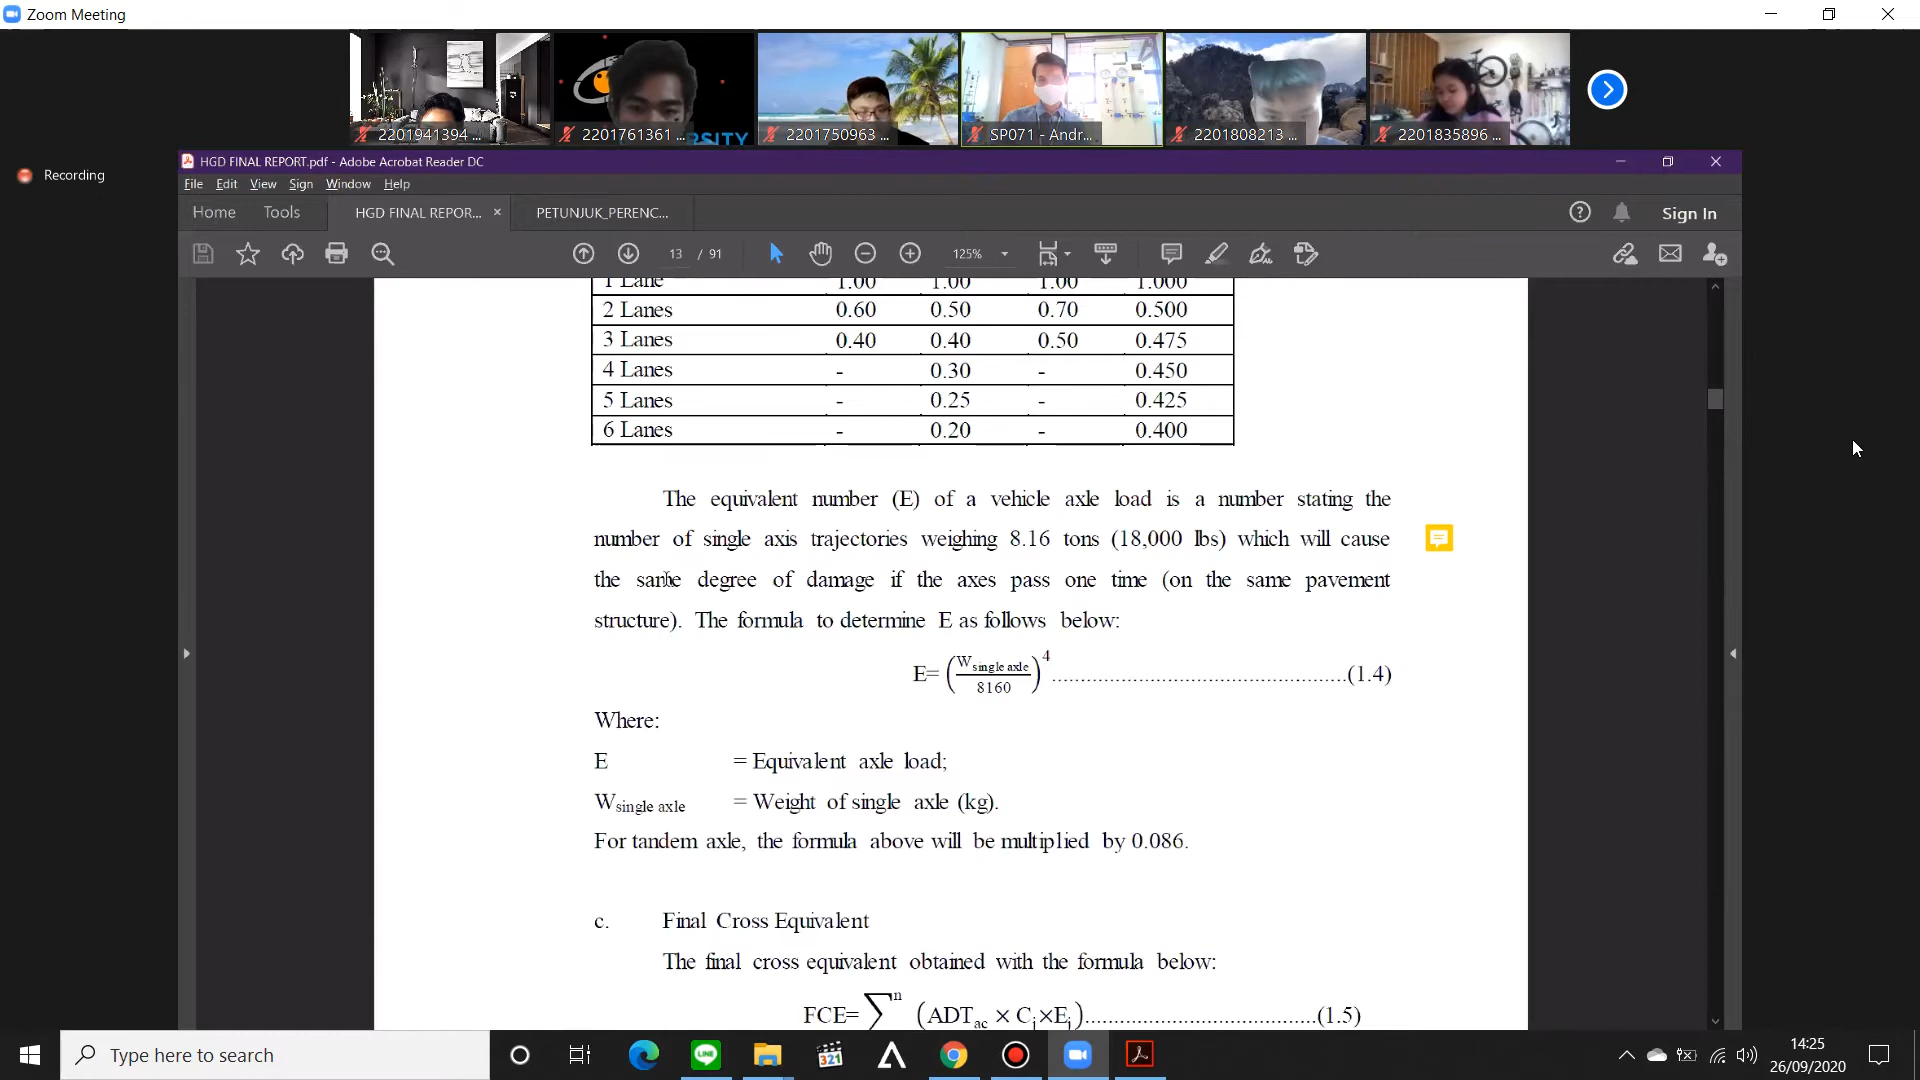 Zoom Meeting
2201941394 ...
2201761361 ...
RSITY
2201750963 ...
SP071 - Andr...
2201808213 ...
2201835896 ...
Recording
HGD FINAL REPORT.pdf - Adobe Acrobat Reader DC
File Edit View Sign Window Help
Home Tools HGD FINAL REPOR... × PETUNJUK_PERENC... Sign In
13 / 91 125%
1 Lane 1.00 1.00 1.00 1.000
2 Lanes 0.60 0.50 0.70 0.500
3 Lanes 0.40 0.40 0.50 0.475
4 Lanes - 0.30 - 0.450
5 Lanes - 0.25 - 0.425
6 Lanes - 0.20 - 0.400
The equivalent number (E) of a vehicle axle load is a number stating the
number of single axis trajectories weighing 8.16 tons (18,000 lbs) which will cause
the same degree of damage if the axes pass one time (on the same pavement
structure). The formula to determine E as follows below:
E= (W single axle / 8160)^4 ....................................................(1.4)
Where:
E = Equivalent axle load;
W single axle = Weight of single axle (kg).
For tandem axle, the formula above will be multiplied by 0.086.
c. Final Cross Equivalent
The final cross equivalent obtained with the formula below:
FCE= ∑ n (ADT ac × C j × E j)........................................(1.5)
Type here to search
321
14:25
26/09/2020